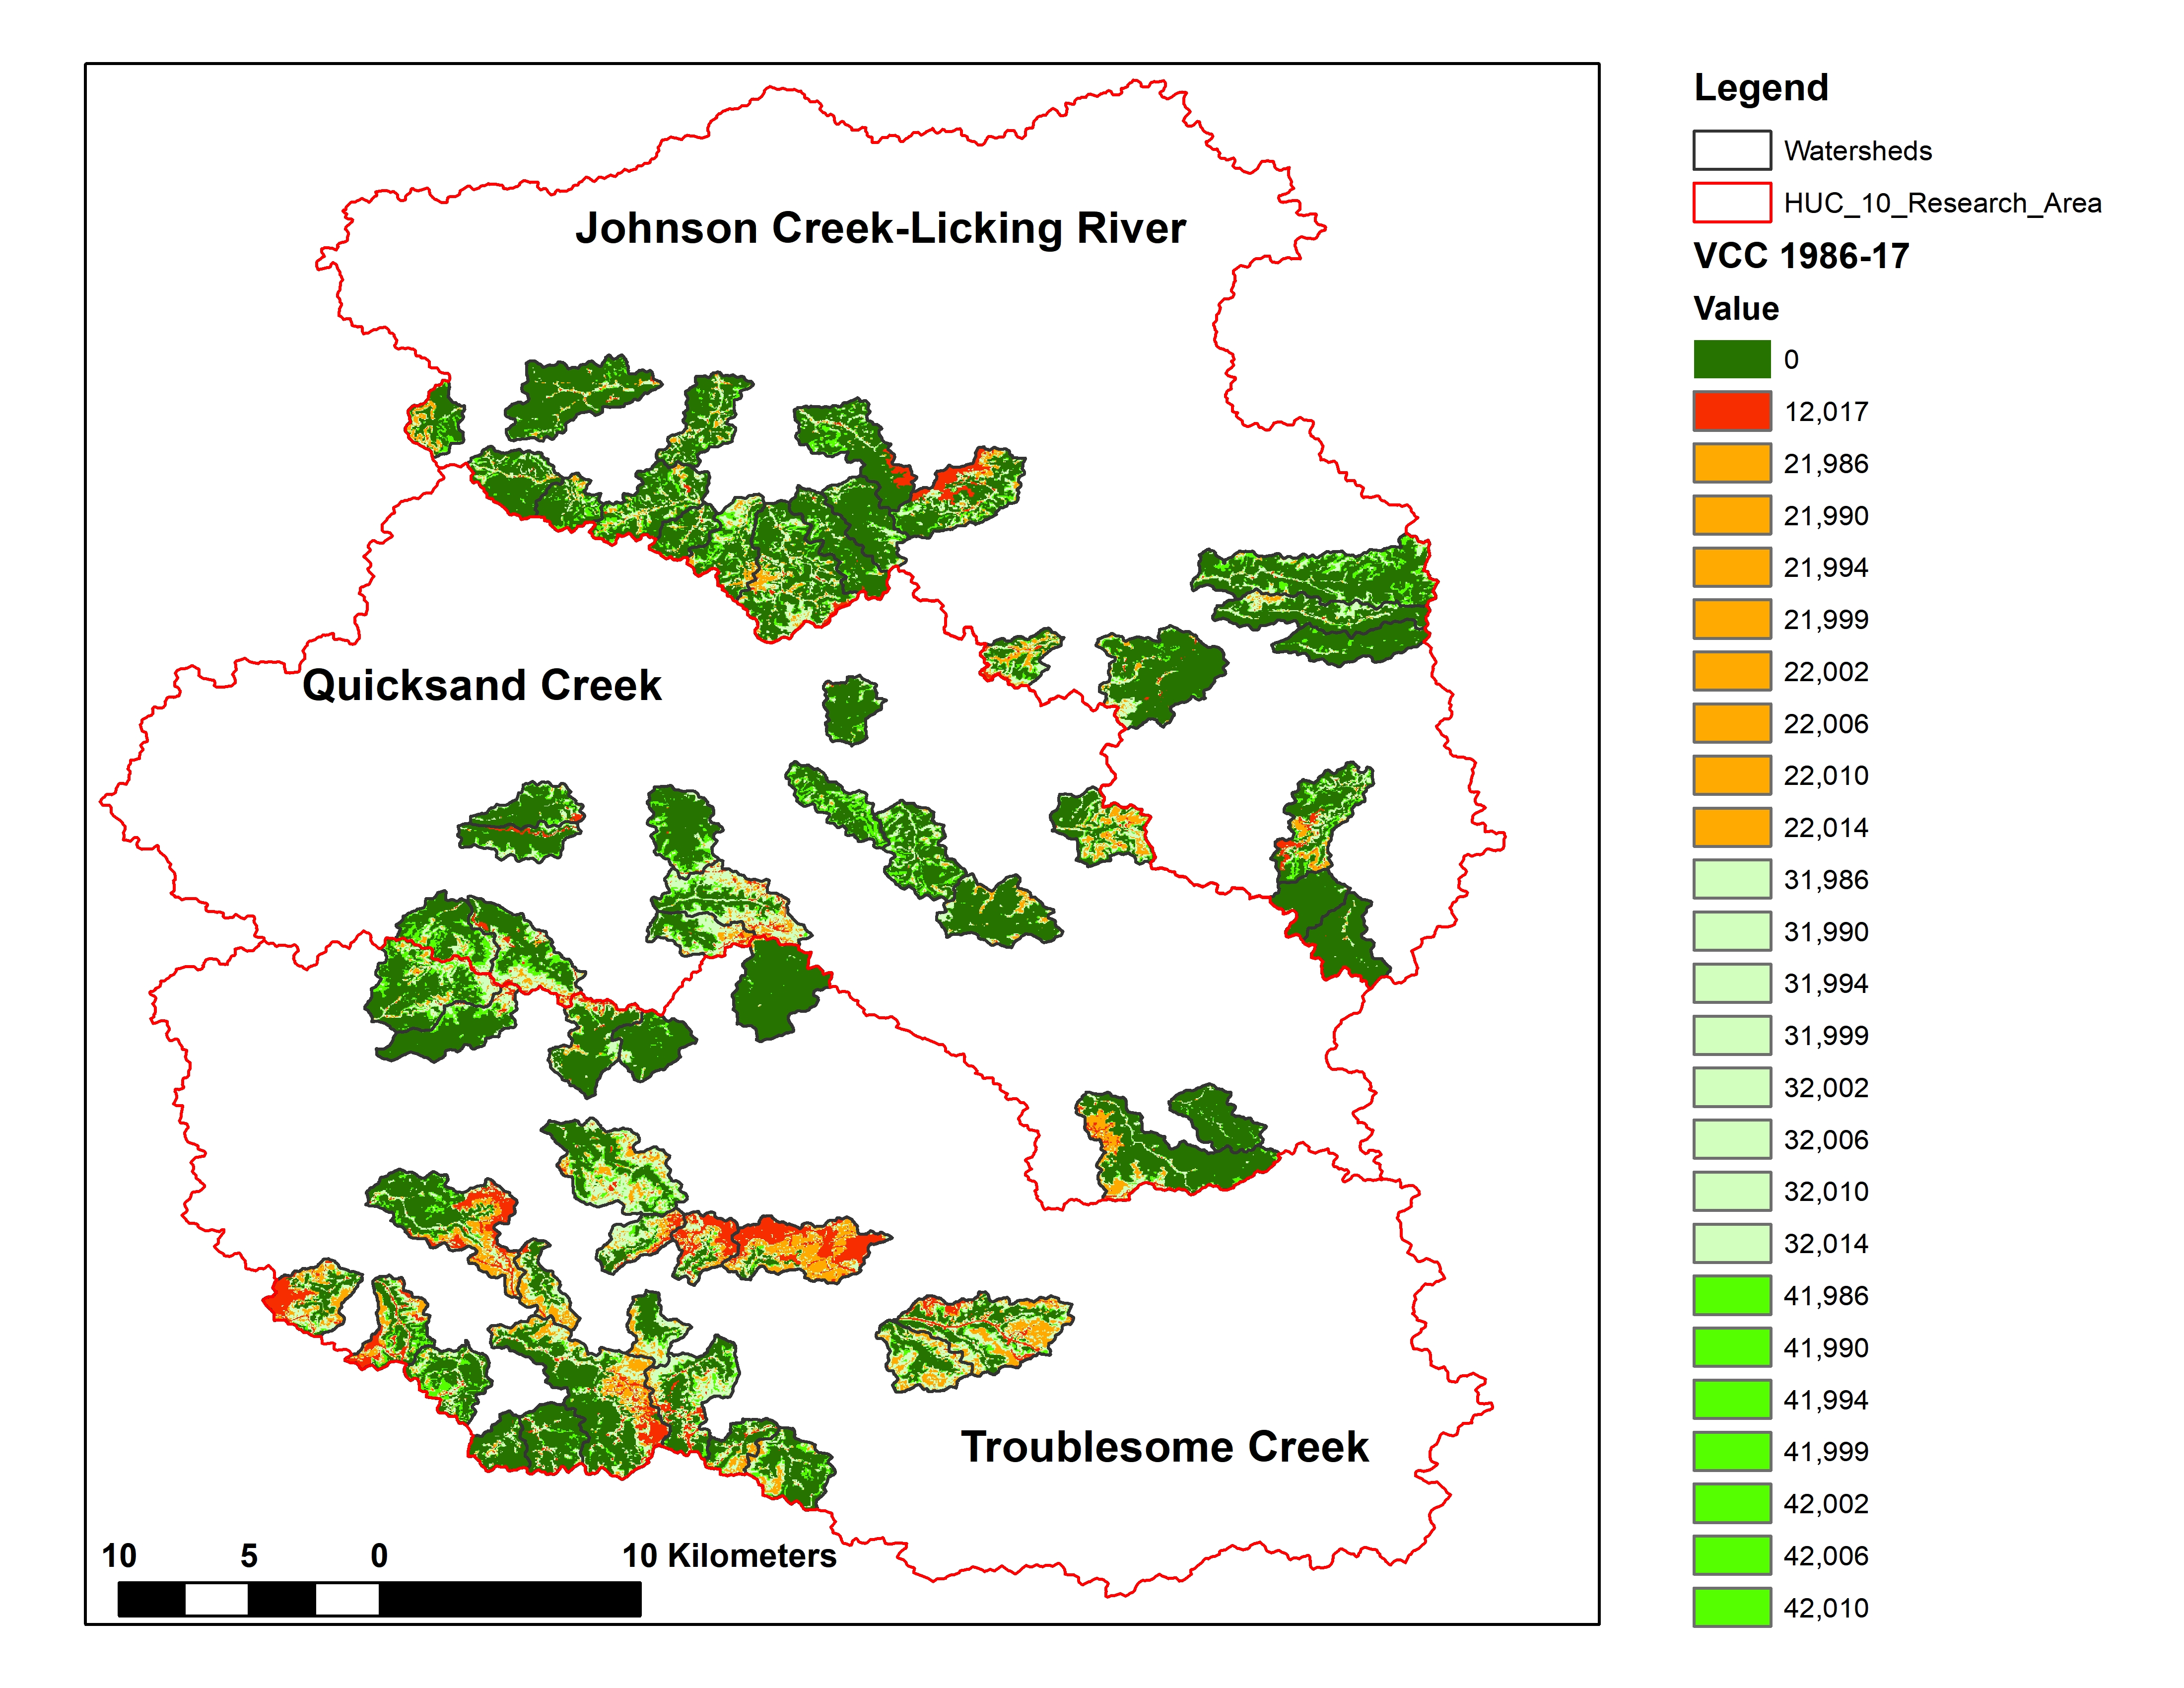 Johnson Creek-Licking River
Quicksand Creek
Troublesome Creek
10 5 0 10 Kilometers
Legend
Watersheds
HUC_10_Research_Area
VCC 1986-17
Value
0
12,017
21,986
21,990
21,994
21,999
22,002
22,006
22,010
22,014
31,986
31,990
31,994
31,999
32,002
32,006
32,010
32,014
41,986
41,990
41,994
41,999
42,002
42,006
42,010